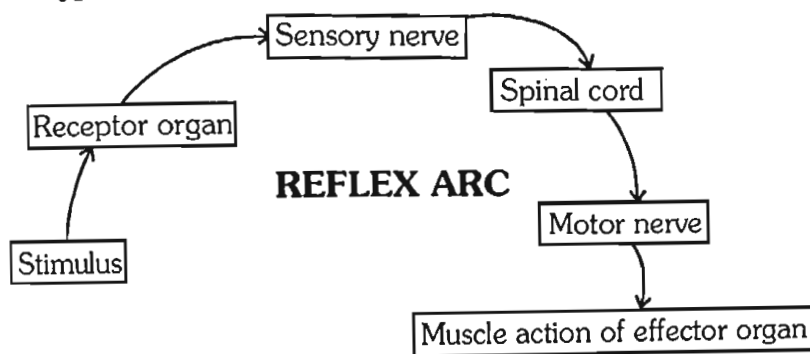 Sensory nerve
Spinal cord
Receptor organ
REFLEX ARC
Motor nerve
Stimulus
Muscle action of effector organ